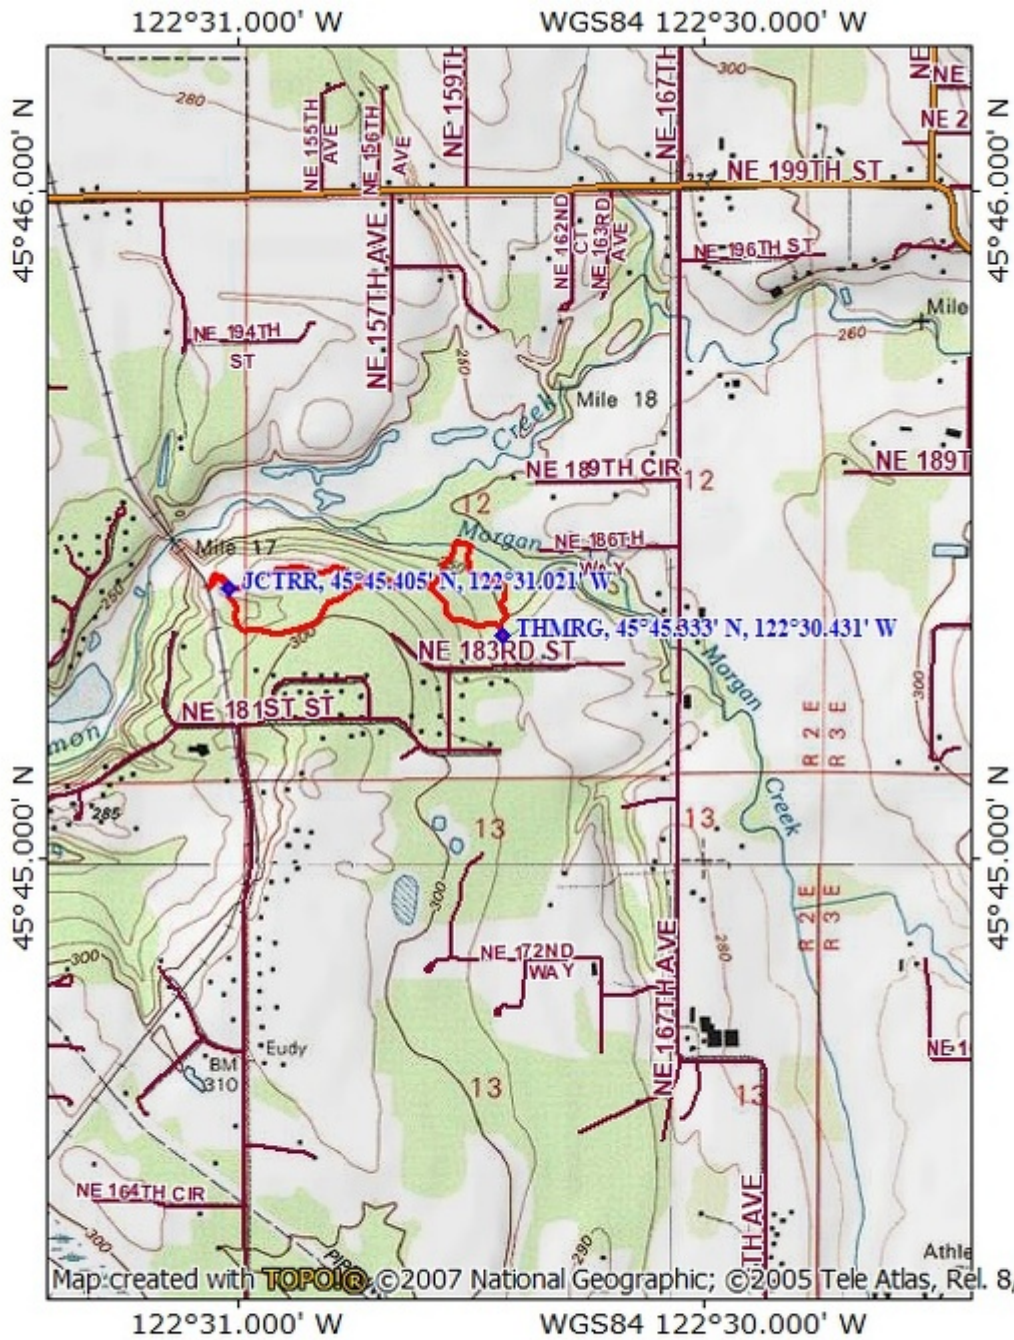 122°31.000' W
WGS84 122°30.000' W
45°46.000' N
45°46.000' N
280
300
NE 155TH
AVE
NE 156TH
AVE
NE 159TH
NE 167TH
NE
NE
NE 2
NE 199TH ST
NE 157TH AVE
NE 162ND
CT
NE 163RD
AVE
NE 196TH ST
NE 194TH
ST
Mile
260
Mile 18
Creek
NE 189TH CIR
NE 189T
12
12
Morgan
NE 186TH
WAY
Mile 17
JCTRR, 45°45.405' N, 122°31.021' W
THMRG, 45°45.333' N, 122°30.431' W
250
300
NE 183RD ST
Morgan
300
NE 181ST ST
mon
R 2 E
R 3 E
285
13
13
Creek
45°45.000' N
45°45.000' N
300
R 2 E
R 3 E
300
NE 172ND
WAY
NE 167TH AVE
280
Eudy
BM
310
NE 1
13
13
NE 164TH CIR
300
TH AVE
290
Athle
Map created with TOPO!® ©2007 National Geographic; ©2005 Tele Atlas, Rel. 8/
122°31.000' W
WGS84 122°30.000' W